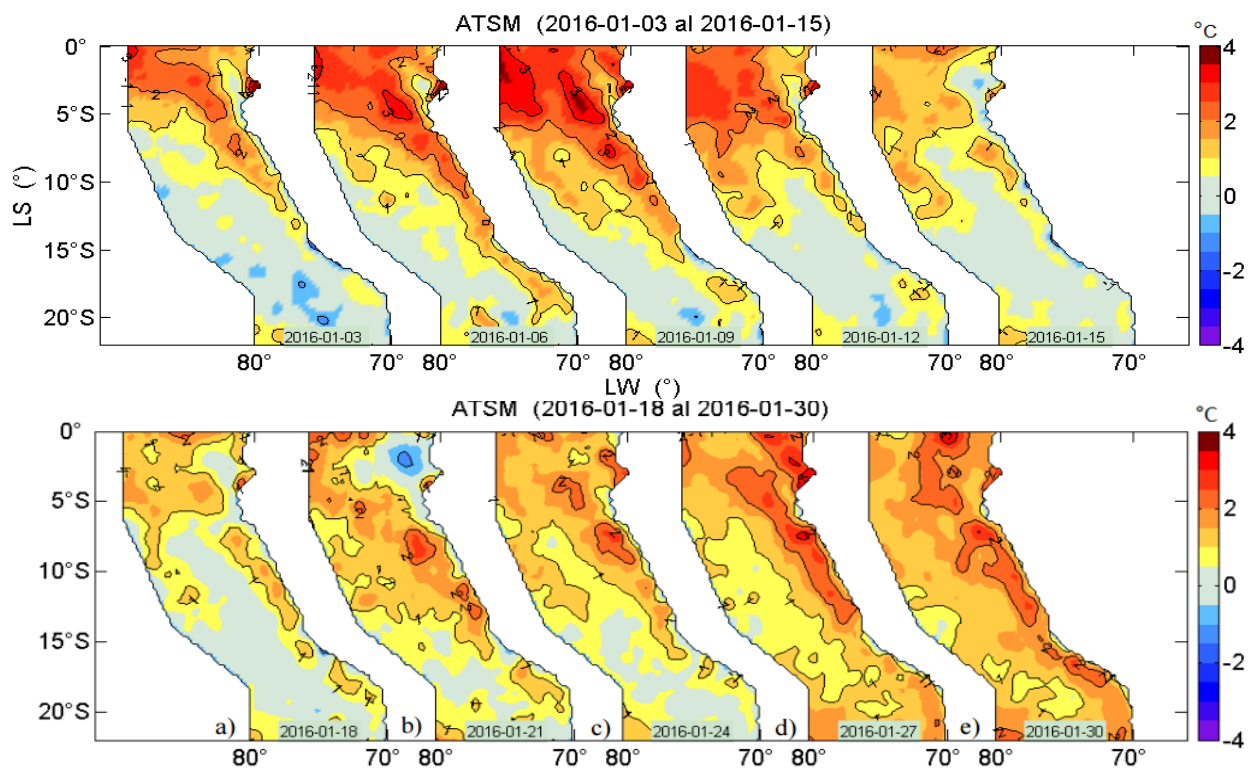 ATSM (2016-01-03 al 2016-01-15)
°C
0°
5°S
10°S
15°S
20°S
LS (°)
4
2
0
-2
-4
2016-01-03
2016-01-06
2016-01-09
2016-01-12
2016-01-15
80° 70° 80° 70° 80° 70° 80° 70° 80° 70°
LW (°)
ATSM (2016-01-18 al 2016-01-30)
°C
0°
5°S
10°S
15°S
20°S
4
2
0
-2
-4
a) 2016-01-18
b) 2016-01-21
c) 2016-01-24
d) 2016-01-27
e) 2016-01-30
80° 70° 80° 70° 80° 70° 80° 70° 80° 70°